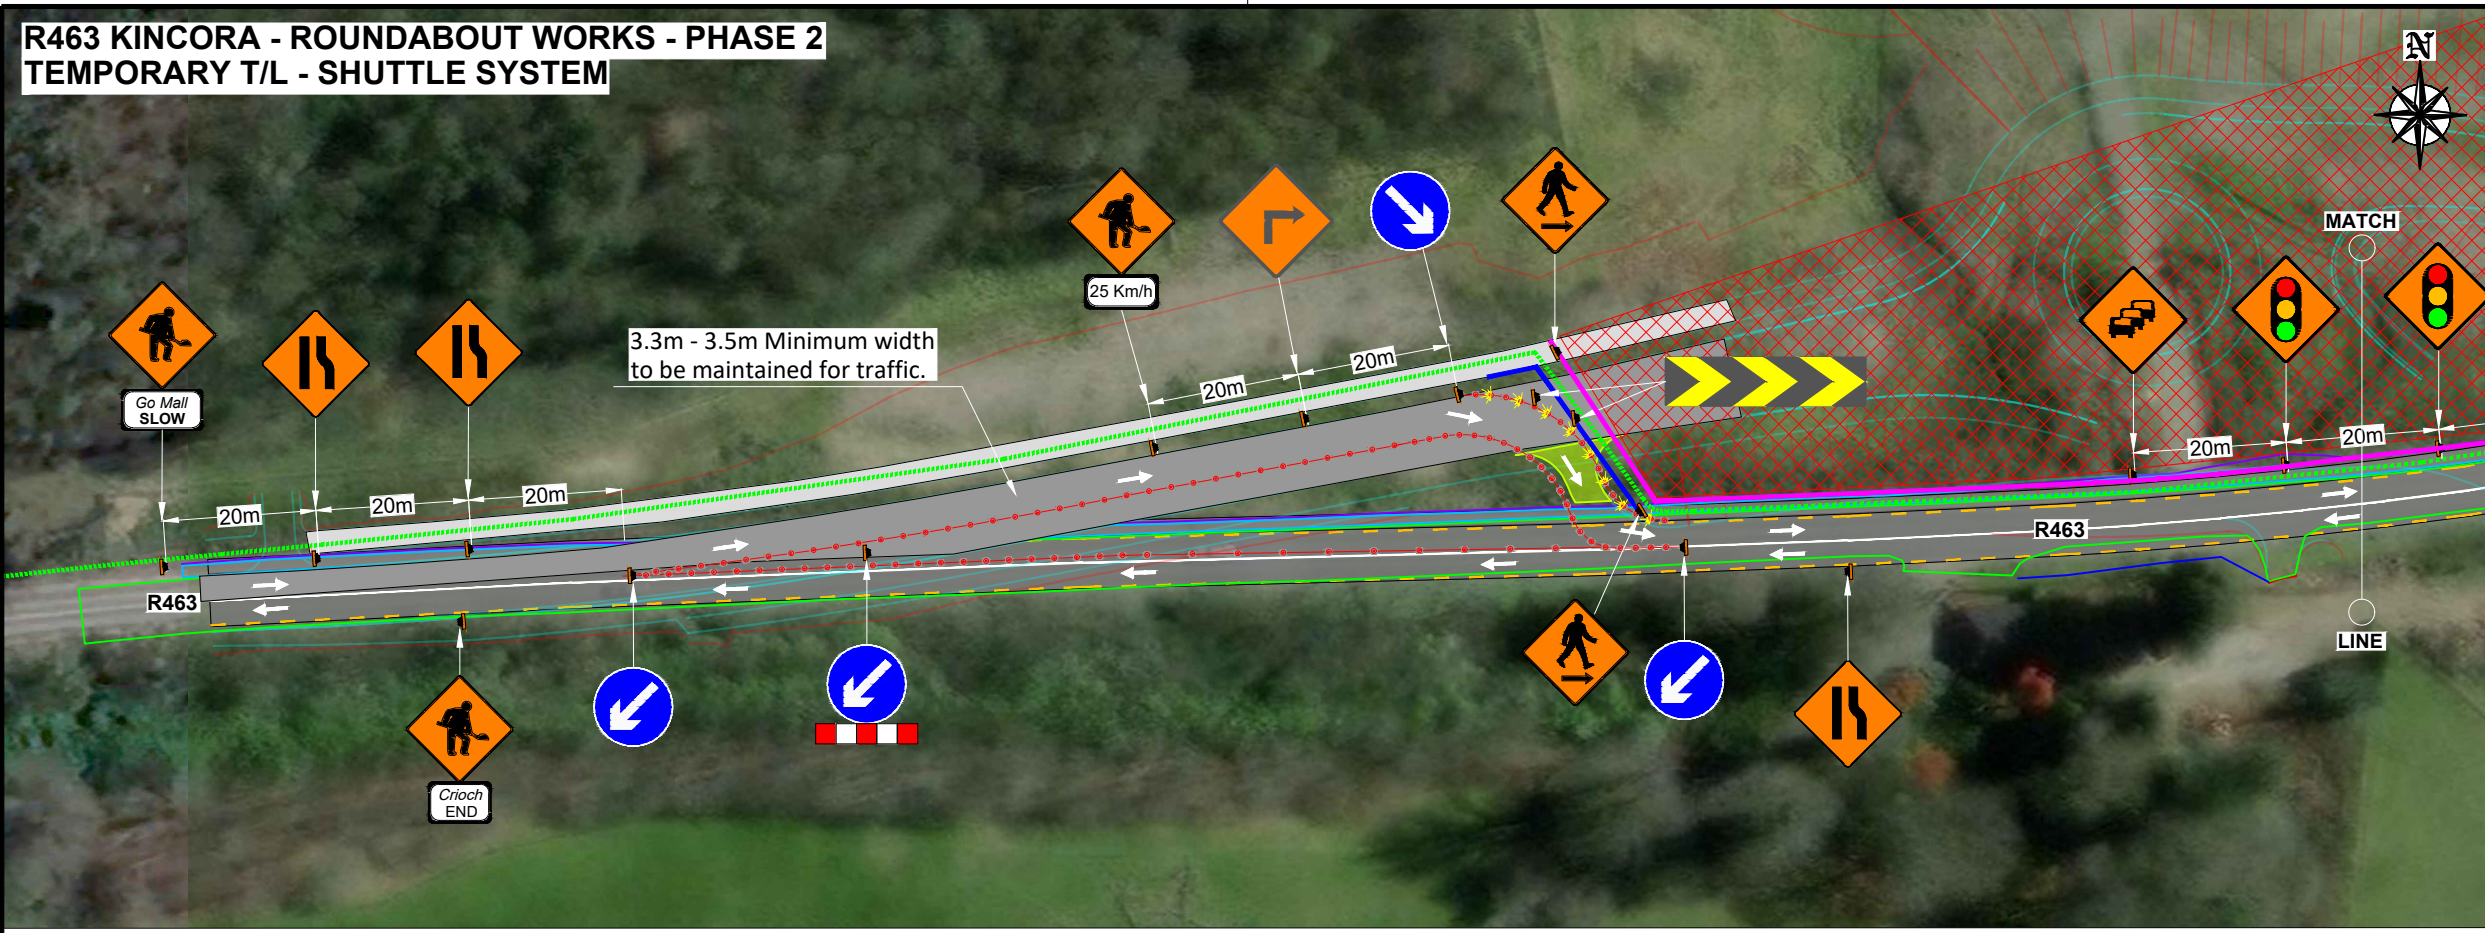 R463 KINCORA - ROUNDABOUT WORKS - PHASE 2
TEMPORARY T/L - SHUTTLE SYSTEM
N
MATCH
25 Km/h
3.3m - 3.5m Minimum width
to be maintained for traffic.
20m
20m
Go Mall
SLOW
20m
20m
20m
20m
20m
R463
R463
LINE
Crioch
END